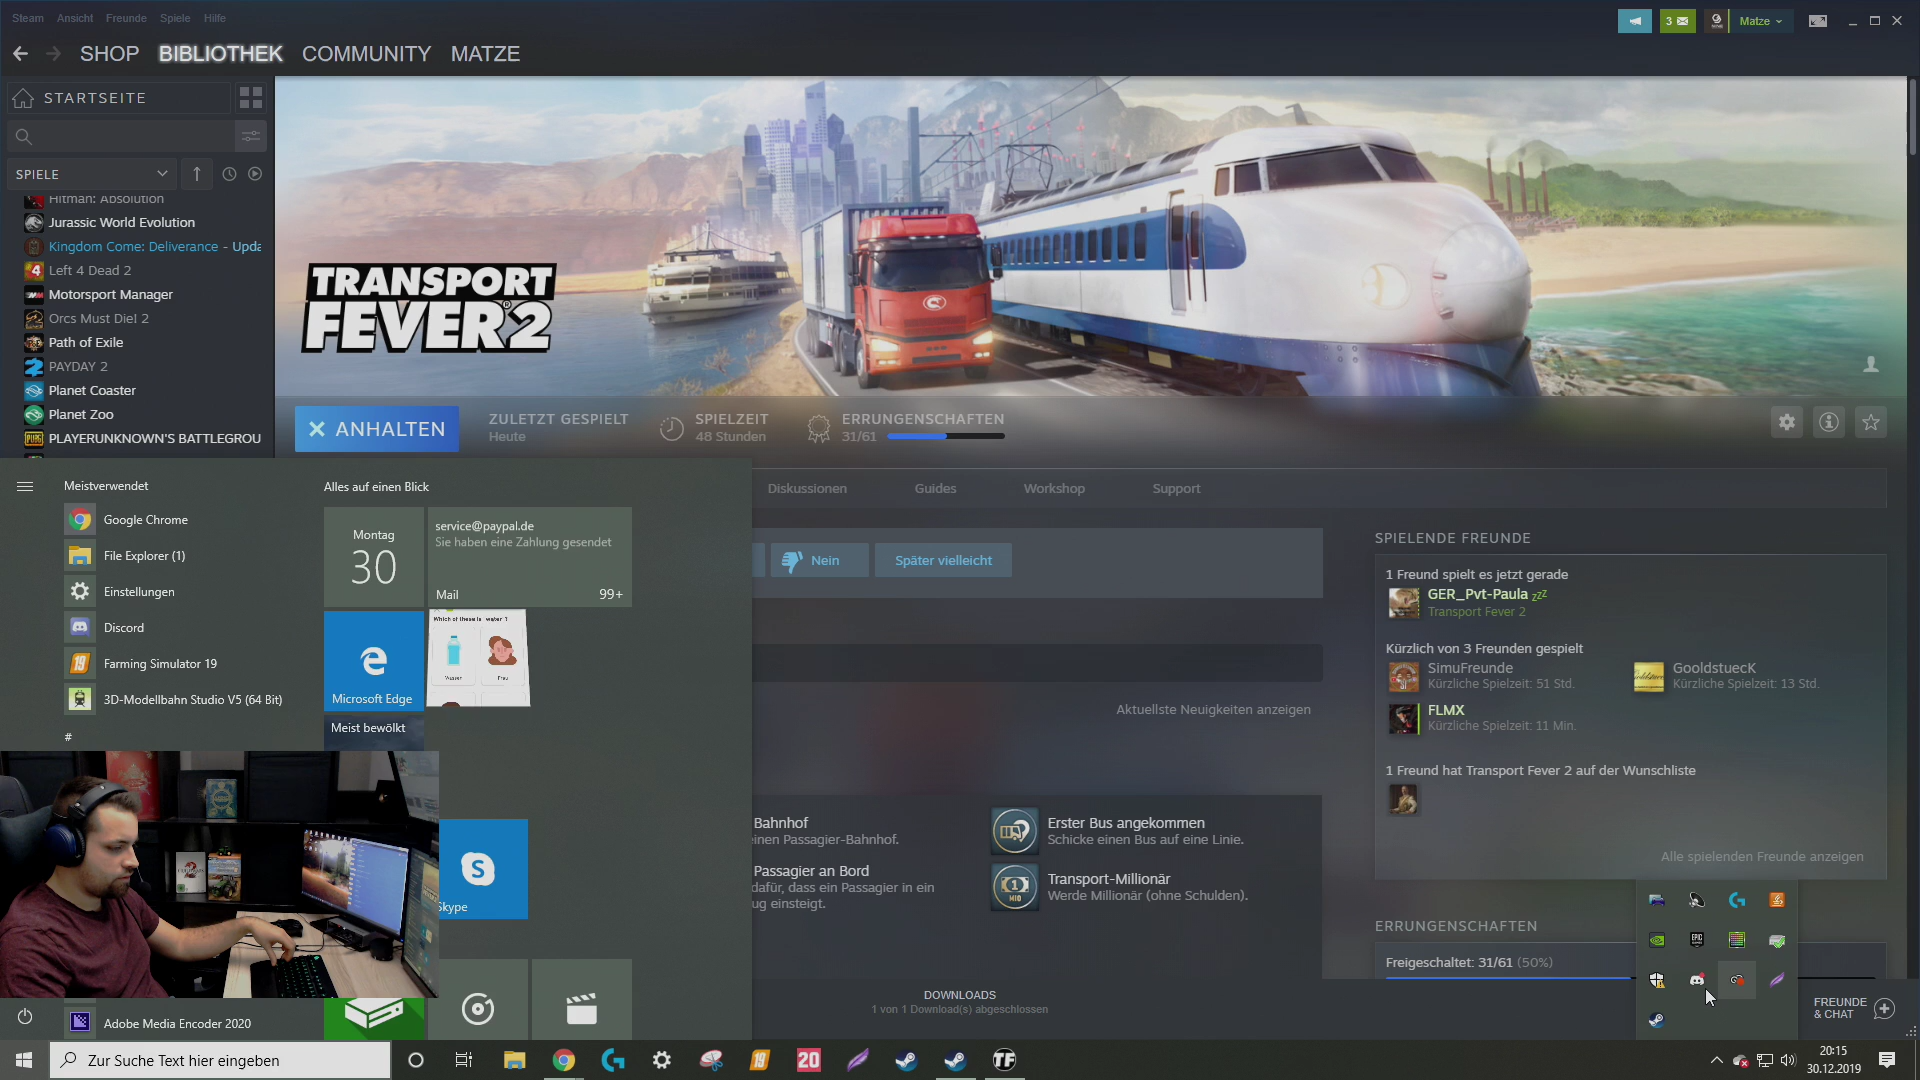 Steam Ansicht Freunde Spiele Hilfe
3
Matze
SHOP BIBLIOTHEK COMMUNITY MATZE
STARTSEITE
SPIELE
Hitman: Absolution
Jurassic World Evolution
Kingdom Come: Deliverance - Upda
Left 4 Dead 2
Motorsport Manager
Orcs Must Die! 2
Path of Exile
PAYDAY 2
Planet Coaster
Planet Zoo
PLAYERUNKNOWN'S BATTLEGROU
TRANSPORT
FEVER 2
ANHALTEN
ZULETZT GESPIELT
Heute
SPIELZEIT
48 Stunden
ERRUNGENSCHAFTEN
31/61
Diskussionen Guides Workshop Support
Nein
Später vielleicht
Aktuellste Neuigkeiten anzeigen
Bahnhof
einen Passagier-Bahnhof.
Passagier an Bord
dafür, dass ein Passagier in ein
ug einsteigt.
Erster Bus angekommen
Schicke einen Bus auf eine Linie.
Transport-Millionär
Werde Millionär (ohne Schulden).
SPIELENDE FREUNDE
1 Freund spielt es jetzt gerade
GER_Pvt-Paula zzz
Transport Fever 2
Kürzlich von 3 Freunden gespielt
SimuFreunde
Kürzliche Spielzeit: 51 Std.
GooldstuecK
Kürzliche Spielzeit: 13 Std.
FLMX
Kürzliche Spielzeit: 11 Min.
1 Freund hat Transport Fever 2 auf der Wunschliste
Alle spielenden Freunde anzeigen
ERRUNGENSCHAFTEN
Freigeschaltet: 31/61 (50%)
DOWNLOADS
1 von 1 Download(s) abgeschlossen
FREUNDE
& CHAT
Meistverwendet
Google Chrome
File Explorer (1)
Einstellungen
Discord
Farming Simulator 19
3D-Modellbahn Studio V5 (64 Bit)
#
Adobe Media Encoder 2020
Alles auf einen Blick
Montag
30
service@paypal.de
Sie haben eine Zahlung gesendet
Mail 99+
Microsoft Edge
Which of these is
Frau
Meist bewölkt
Skype
Zur Suche Text hier eingeben
19
20
TF
20:15
30.12.2019